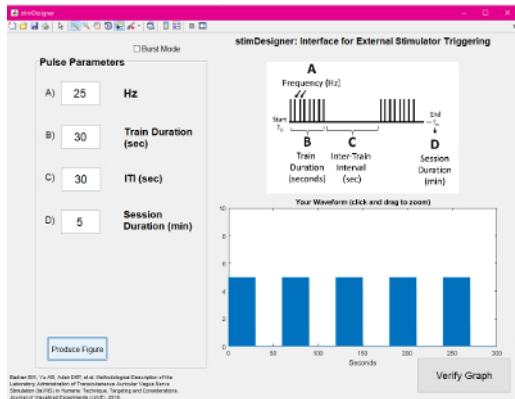 stimDesigner
Burst Mode
stimDesigner: Interface for External Stimulator Triggering
Pulse Parameters
A) 25 Hz
B) 30 Train Duration
(sec)
C) 30 ITI (sec)
D) 5 Session
Duration (min)
Produce Figure
A
Frequency (Hz)
Start
T₀
End
B
C
D
Train
Duration
(seconds)
Inter-Train
Interval
(sec)
Session
Duration
(min)
Your Waveform (click and drag to zoom)
10
8
6
4
2
0
0 50 100 150 200 250 300
Seconds
Verify Graph
Badran BW, Yu AB, Adair DKP, et al. Methodological Description of the
Laboratory Administration of Transcutaneous Auricular Vagus Nerve
Stimulation (taVNS) in Humans: Technique, Targeting and Considerations.
Journal of Visualized Experiments (JoVE). 2018.